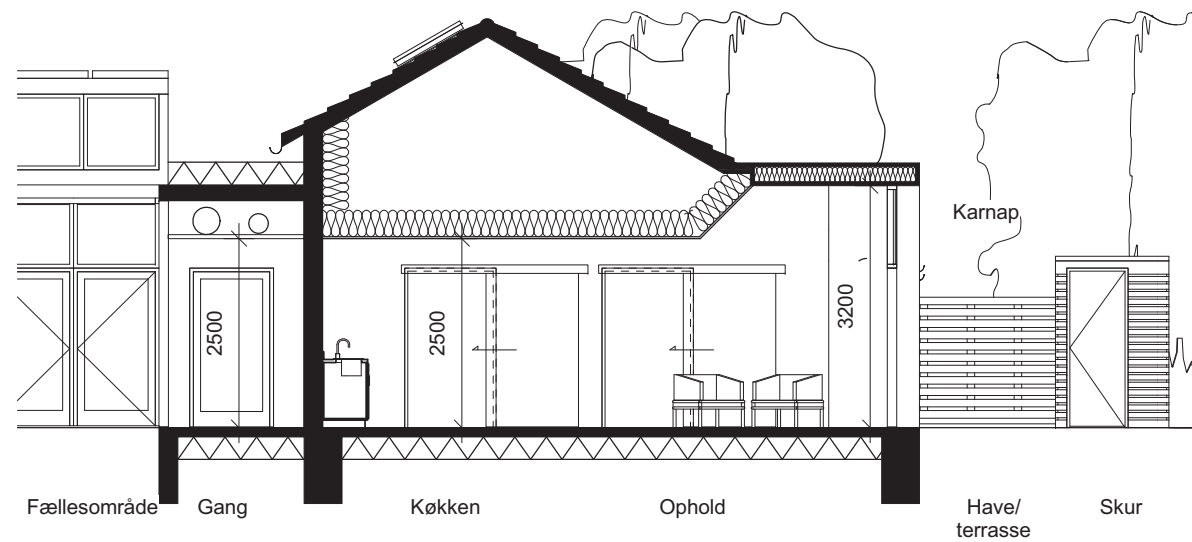 Karnap
2500
2500
3200
Fællesområde
Gang
Køkken
Ophold
Have/
terrasse
Skur